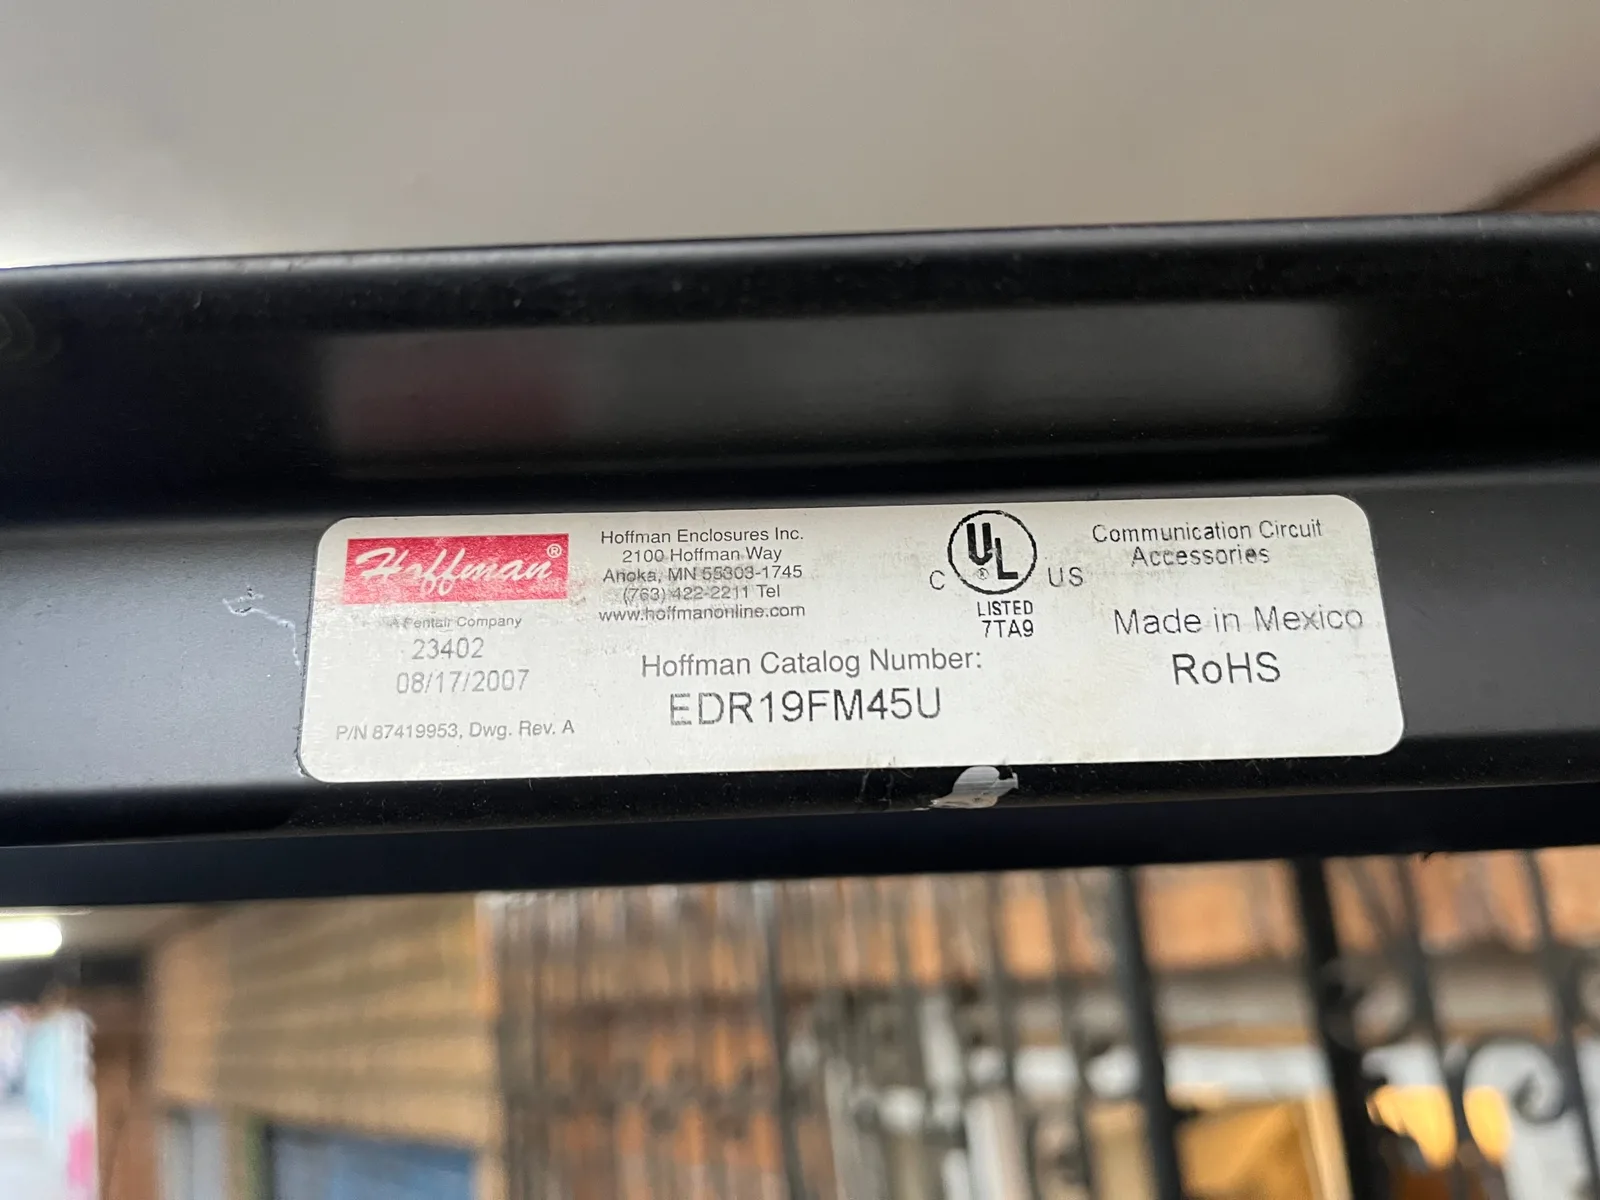 Hoffman®
A Pentair Company
23402
08/17/2007
P/N 87419953, Dwg. Rev. A
Hoffman Enclosures Inc.
2100 Hoffman Way
Anoka, MN 55303-1745
(763) 422-2211 Tel
www.hoffmanonline.com
Hoffman Catalog Number:
EDR19FM45U
C UL® US
LISTED
7TA9
Communication Circuit
Accessories
Made in Mexico
RoHS